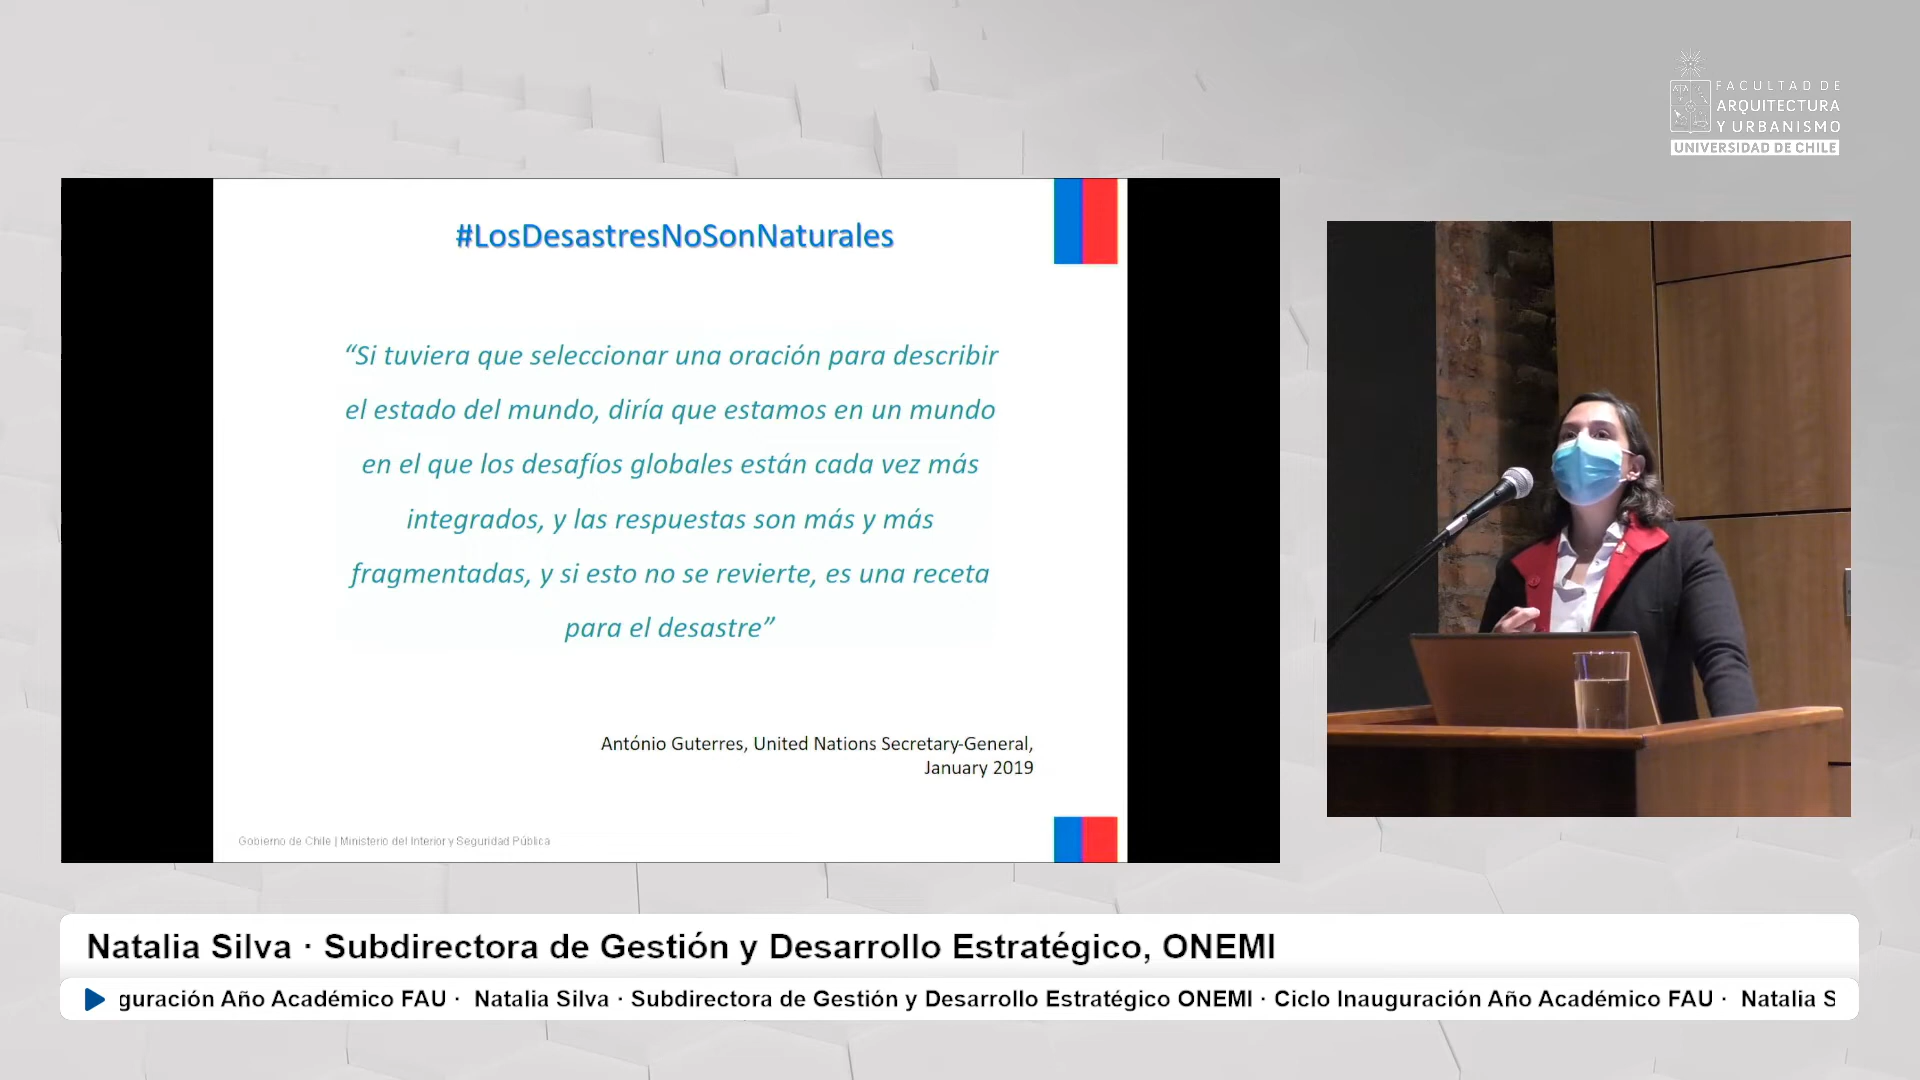 FACULTAD DE
ARQUITECTURA
Y URBANISMO
UNIVERSIDAD DE CHILE
#LosDesastresNoSonNaturales
“Si tuviera que seleccionar una oración para describir
el estado del mundo, diría que estamos en un mundo
en el que los desafíos globales están cada vez más
integrados, y las respuestas son más y más
fragmentadas, y si esto no se revierte, es una receta
para el desastre”
António Guterres, United Nations Secretary-General,
January 2019
Gobierno de Chile | Ministerio del Interior y Seguridad Pública
Natalia Silva · Subdirectora de Gestión y Desarrollo Estratégico, ONEMI
guración Año Académico FAU · Natalia Silva · Subdirectora de Gestión y Desarrollo Estratégico ONEMI · Ciclo Inauguración Año Académico FAU · Natalia S